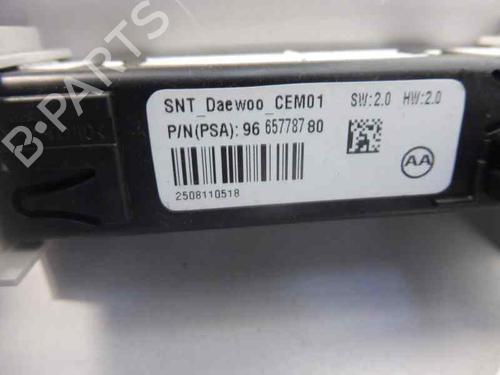 B-PARTS
SNT_Daewoo_CEM01 SW:2.0 HW:2.0
P/N(PSA): 96 657787 80
AA
2508110518